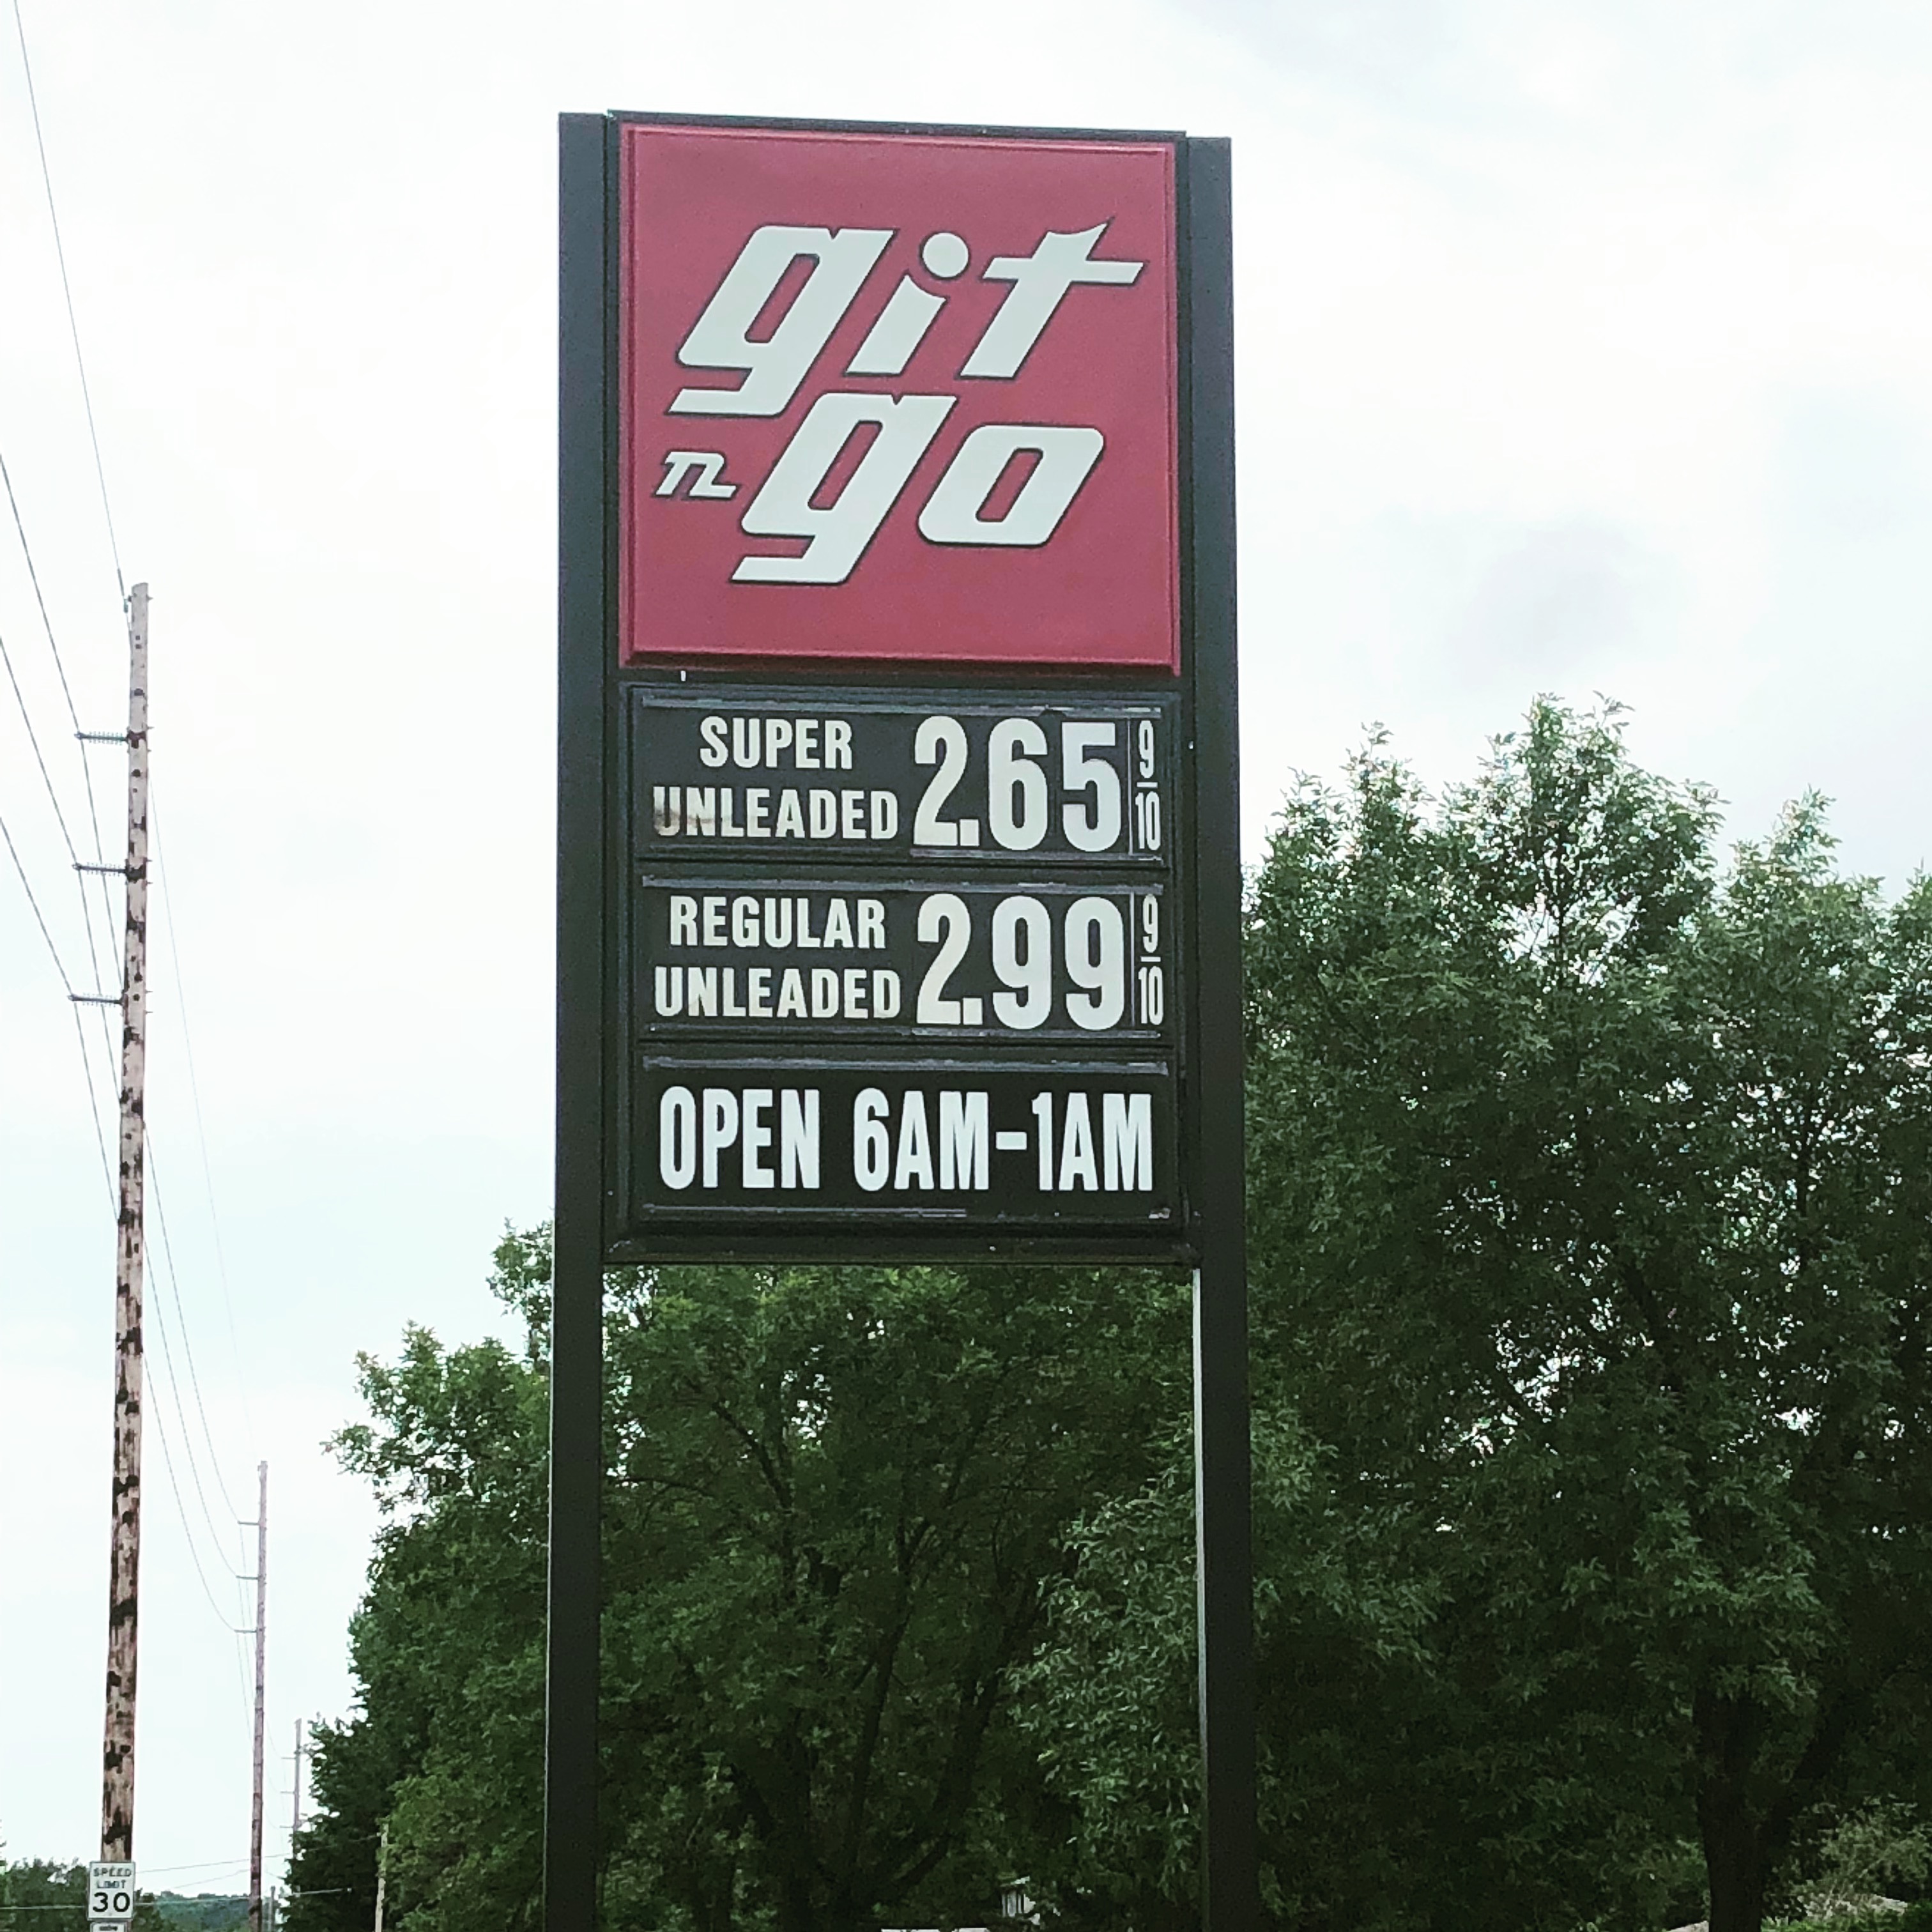 git
n go
SUPER
UNLEADED 2.65 9/10
REGULAR
UNLEADED 2.99 9/10
OPEN 6AM-1AM
SPEED
LIMIT
30